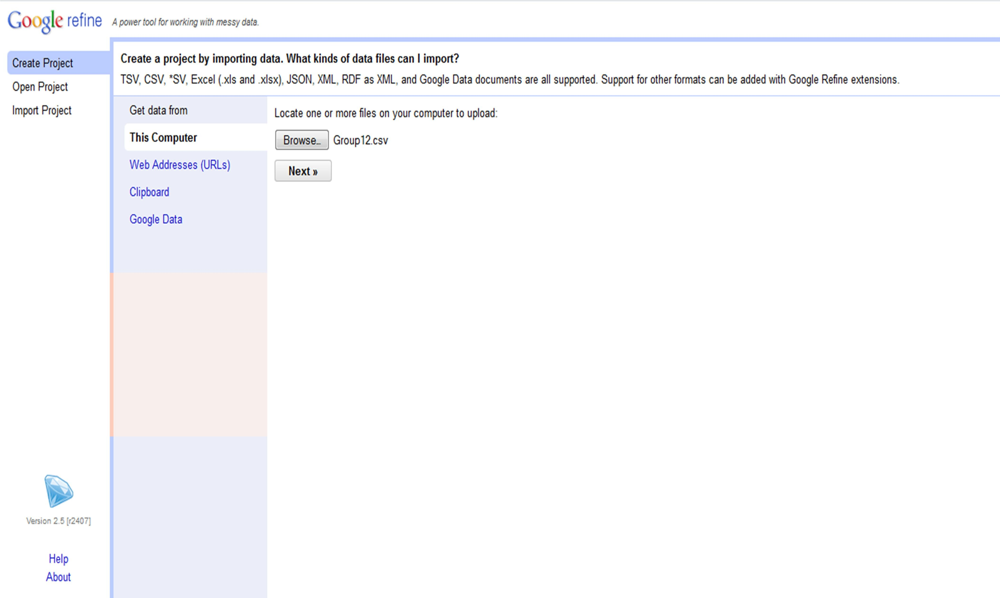 Google refine A power tool for working with messy data.
Create Project
Open Project
Import Project
Create a project by importing data. What kinds of data files can I import?
TSV, CSV, *SV, Excel (.xls and .xlsx), JSON, XML, RDF as XML, and Google Data documents are all supported. Support for other formats can be added with Google Refine extensions.
Get data from
This Computer
Web Addresses (URLs)
Clipboard
Google Data
Locate one or more files on your computer to upload:
Browse... Group12.csv
Next »
Version 2.5 [r2407]
Help
About